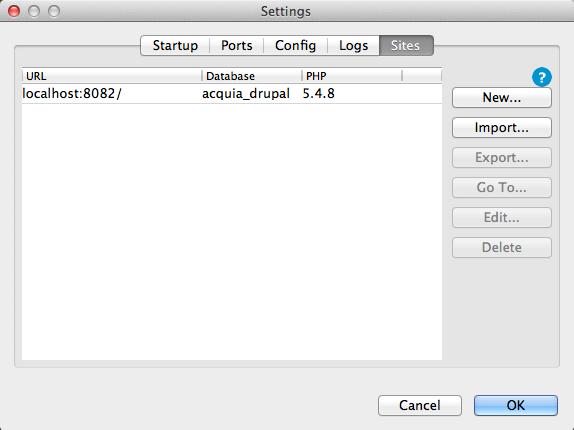 Settings
Startup Ports Config Logs Sites
URL Database PHP
localhost:8082/ acquia_drupal 5.4.8
?
New...
Import...
Export...
Go To...
Edit...
Delete
Cancel OK